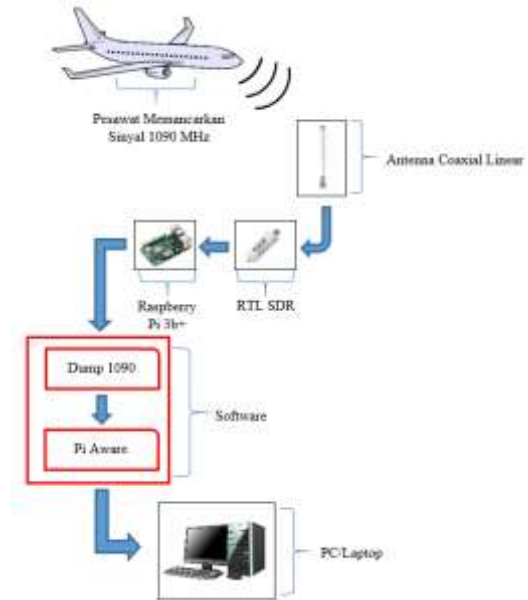 Pesawat Memancarkan
Sinyal 1090 MHz
Antenna Coaxial Linear
Raspberry
Pi 3b+
RTL SDR
Dump 1090
Software
Pi Aware
PC/Laptop